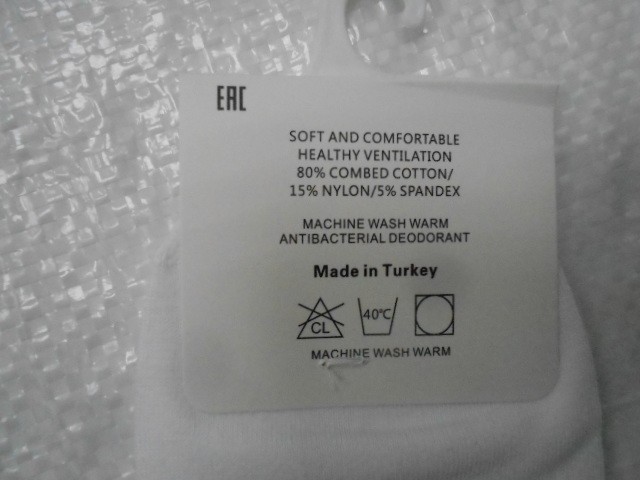 EAC
SOFT AND COMFORTABLE
HEALTHY VENTILATION
80% COMBED COTTON/
15% NYLON/5% SPANDEX
MACHINE WASH WARM
ANTIBACTERIAL DEODORANT
Made in Turkey
CL 40°C
MACHINE WASH WARM